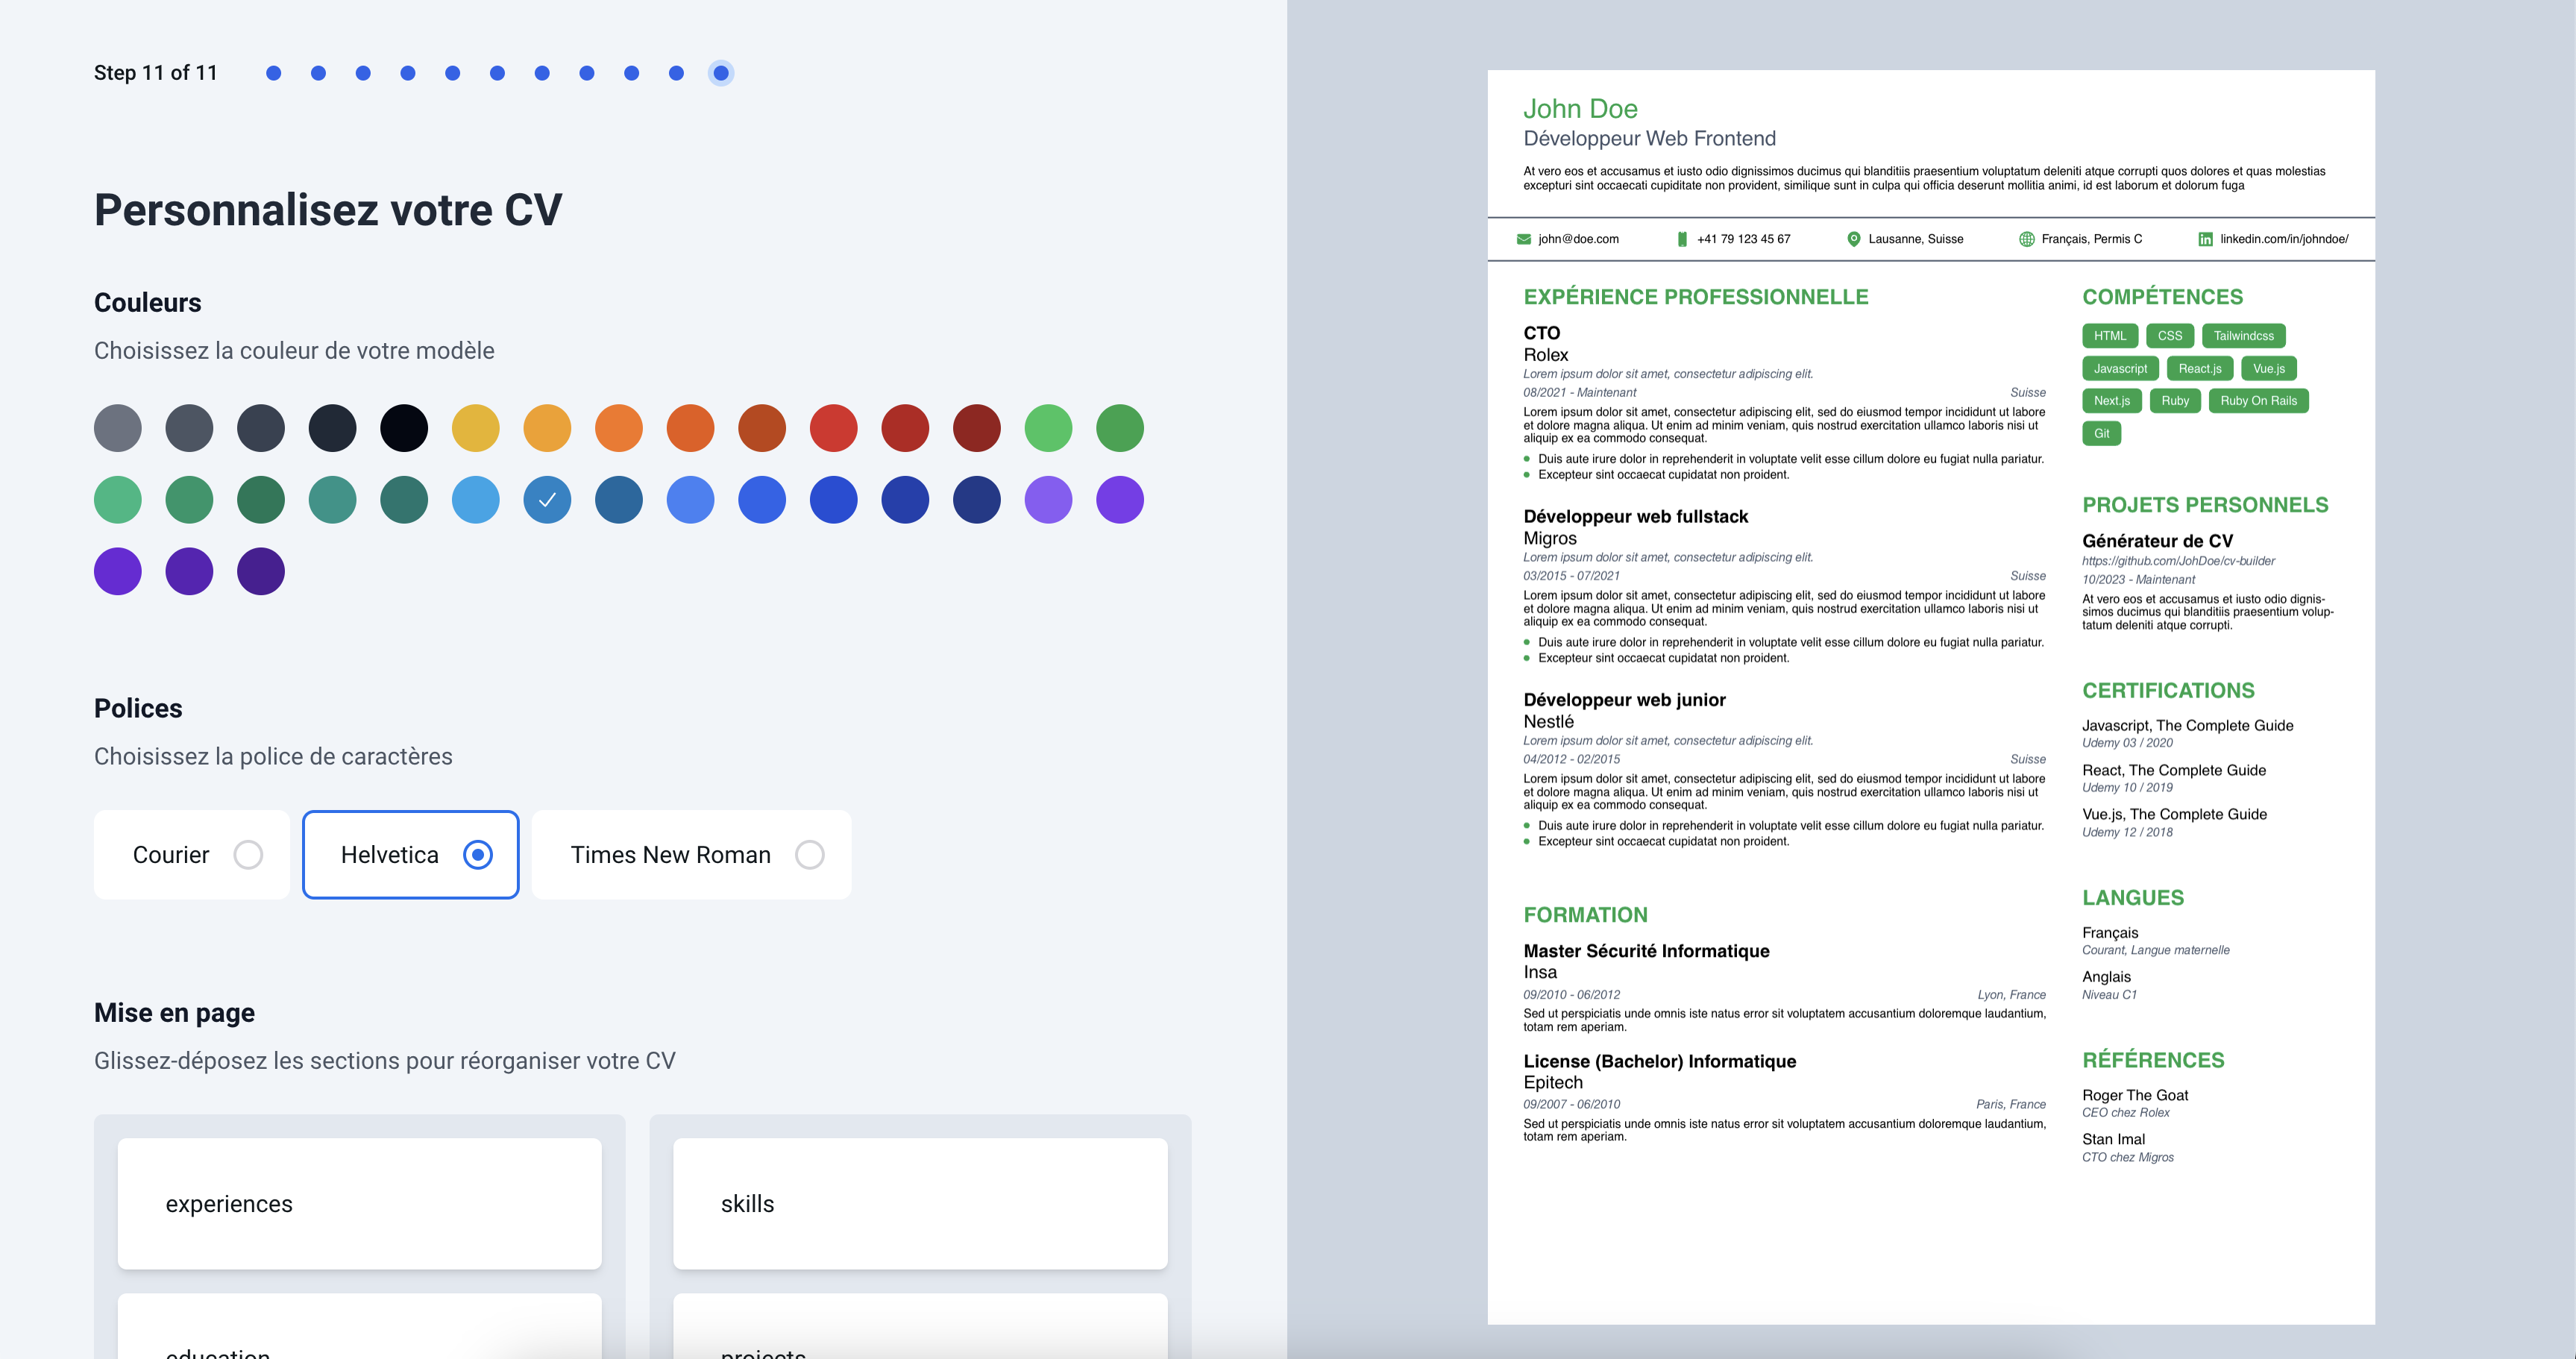 Step 11 of 11
Personnalisez votre CV
Couleurs
Choisissez la couleur de votre modèle
Polices
Choisissez la police de caractères
Courier
Helvetica
Times New Roman
Mise en page
Glissez-déposez les sections pour réorganiser votre CV
experiences
skills
education
projects
John Doe
Développeur Web Frontend
At vero eos et accusamus et iusto odio dignissimos ducimus qui blanditiis praesentium voluptatum deleniti atque corrupti quos dolores et quas molestias
excepturi sint occaecati cupiditate non provident, similique sunt in culpa qui officia deserunt mollitia animi, id est laborum et dolorum fuga
john@doe.com
+41 79 123 45 67
Lausanne, Suisse
Français, Permis C
linkedin.com/in/johndoe/
EXPÉRIENCE PROFESSIONNELLE
CTO
Rolex
Lorem ipsum dolor sit amet, consectetur adipiscing elit.
08/2021 - Maintenant Suisse
Lorem ipsum dolor sit amet, consectetur adipiscing elit, sed do eiusmod tempor incididunt ut labore
et dolore magna aliqua. Ut enim ad minim veniam, quis nostrud exercitation ullamco laboris nisi ut
aliquip ex ea commodo consequat.
Duis aute irure dolor in reprehenderit in voluptate velit esse cillum dolore eu fugiat nulla pariatur.
Excepteur sint occaecat cupidatat non proident.
Développeur web fullstack
Migros
Lorem ipsum dolor sit amet, consectetur adipiscing elit.
03/2015 - 07/2021 Suisse
Lorem ipsum dolor sit amet, consectetur adipiscing elit, sed do eiusmod tempor incididunt ut labore
et dolore magna aliqua. Ut enim ad minim veniam, quis nostrud exercitation ullamco laboris nisi ut
aliquip ex ea commodo consequat.
Duis aute irure dolor in reprehenderit in voluptate velit esse cillum dolore eu fugiat nulla pariatur.
Excepteur sint occaecat cupidatat non proident.
Développeur web junior
Nestlé
Lorem ipsum dolor sit amet, consectetur adipiscing elit.
04/2012 - 02/2015 Suisse
Lorem ipsum dolor sit amet, consectetur adipiscing elit, sed do eiusmod tempor incididunt ut labore
et dolore magna aliqua. Ut enim ad minim veniam, quis nostrud exercitation ullamco laboris nisi ut
aliquip ex ea commodo consequat.
Duis aute irure dolor in reprehenderit in voluptate velit esse cillum dolore eu fugiat nulla pariatur.
Excepteur sint occaecat cupidatat non proident.
FORMATION
Master Sécurité Informatique
Insa
09/2010 - 06/2012 Lyon, France
Sed ut perspiciatis unde omnis iste natus error sit voluptatem accusantium doloremque laudantium,
totam rem aperiam.
License (Bachelor) Informatique
Epitech
09/2007 - 06/2010 Paris, France
Sed ut perspiciatis unde omnis iste natus error sit voluptatem accusantium doloremque laudantium,
totam rem aperiam.
COMPÉTENCES
HTML CSS Tailwindcss
Javascript React.js Vue.js
Next.js Ruby Ruby On Rails
Git
PROJETS PERSONNELS
Générateur de CV
https://github.com/JohDoe/cv-builder
10/2023 - Maintenant
At vero eos et accusamus et iusto odio dignis-
simos ducimus qui blanditiis praesentium volup-
tatum deleniti atque corrupti.
CERTIFICATIONS
Javascript, The Complete Guide
Udemy 03 / 2020
React, The Complete Guide
Udemy 10 / 2019
Vue.js, The Complete Guide
Udemy 12 / 2018
LANGUES
Français
Courant, Langue maternelle
Anglais
Niveau C1
RÉFÉRENCES
Roger The Goat
CEO chez Rolex
Stan Imal
CTO chez Migros